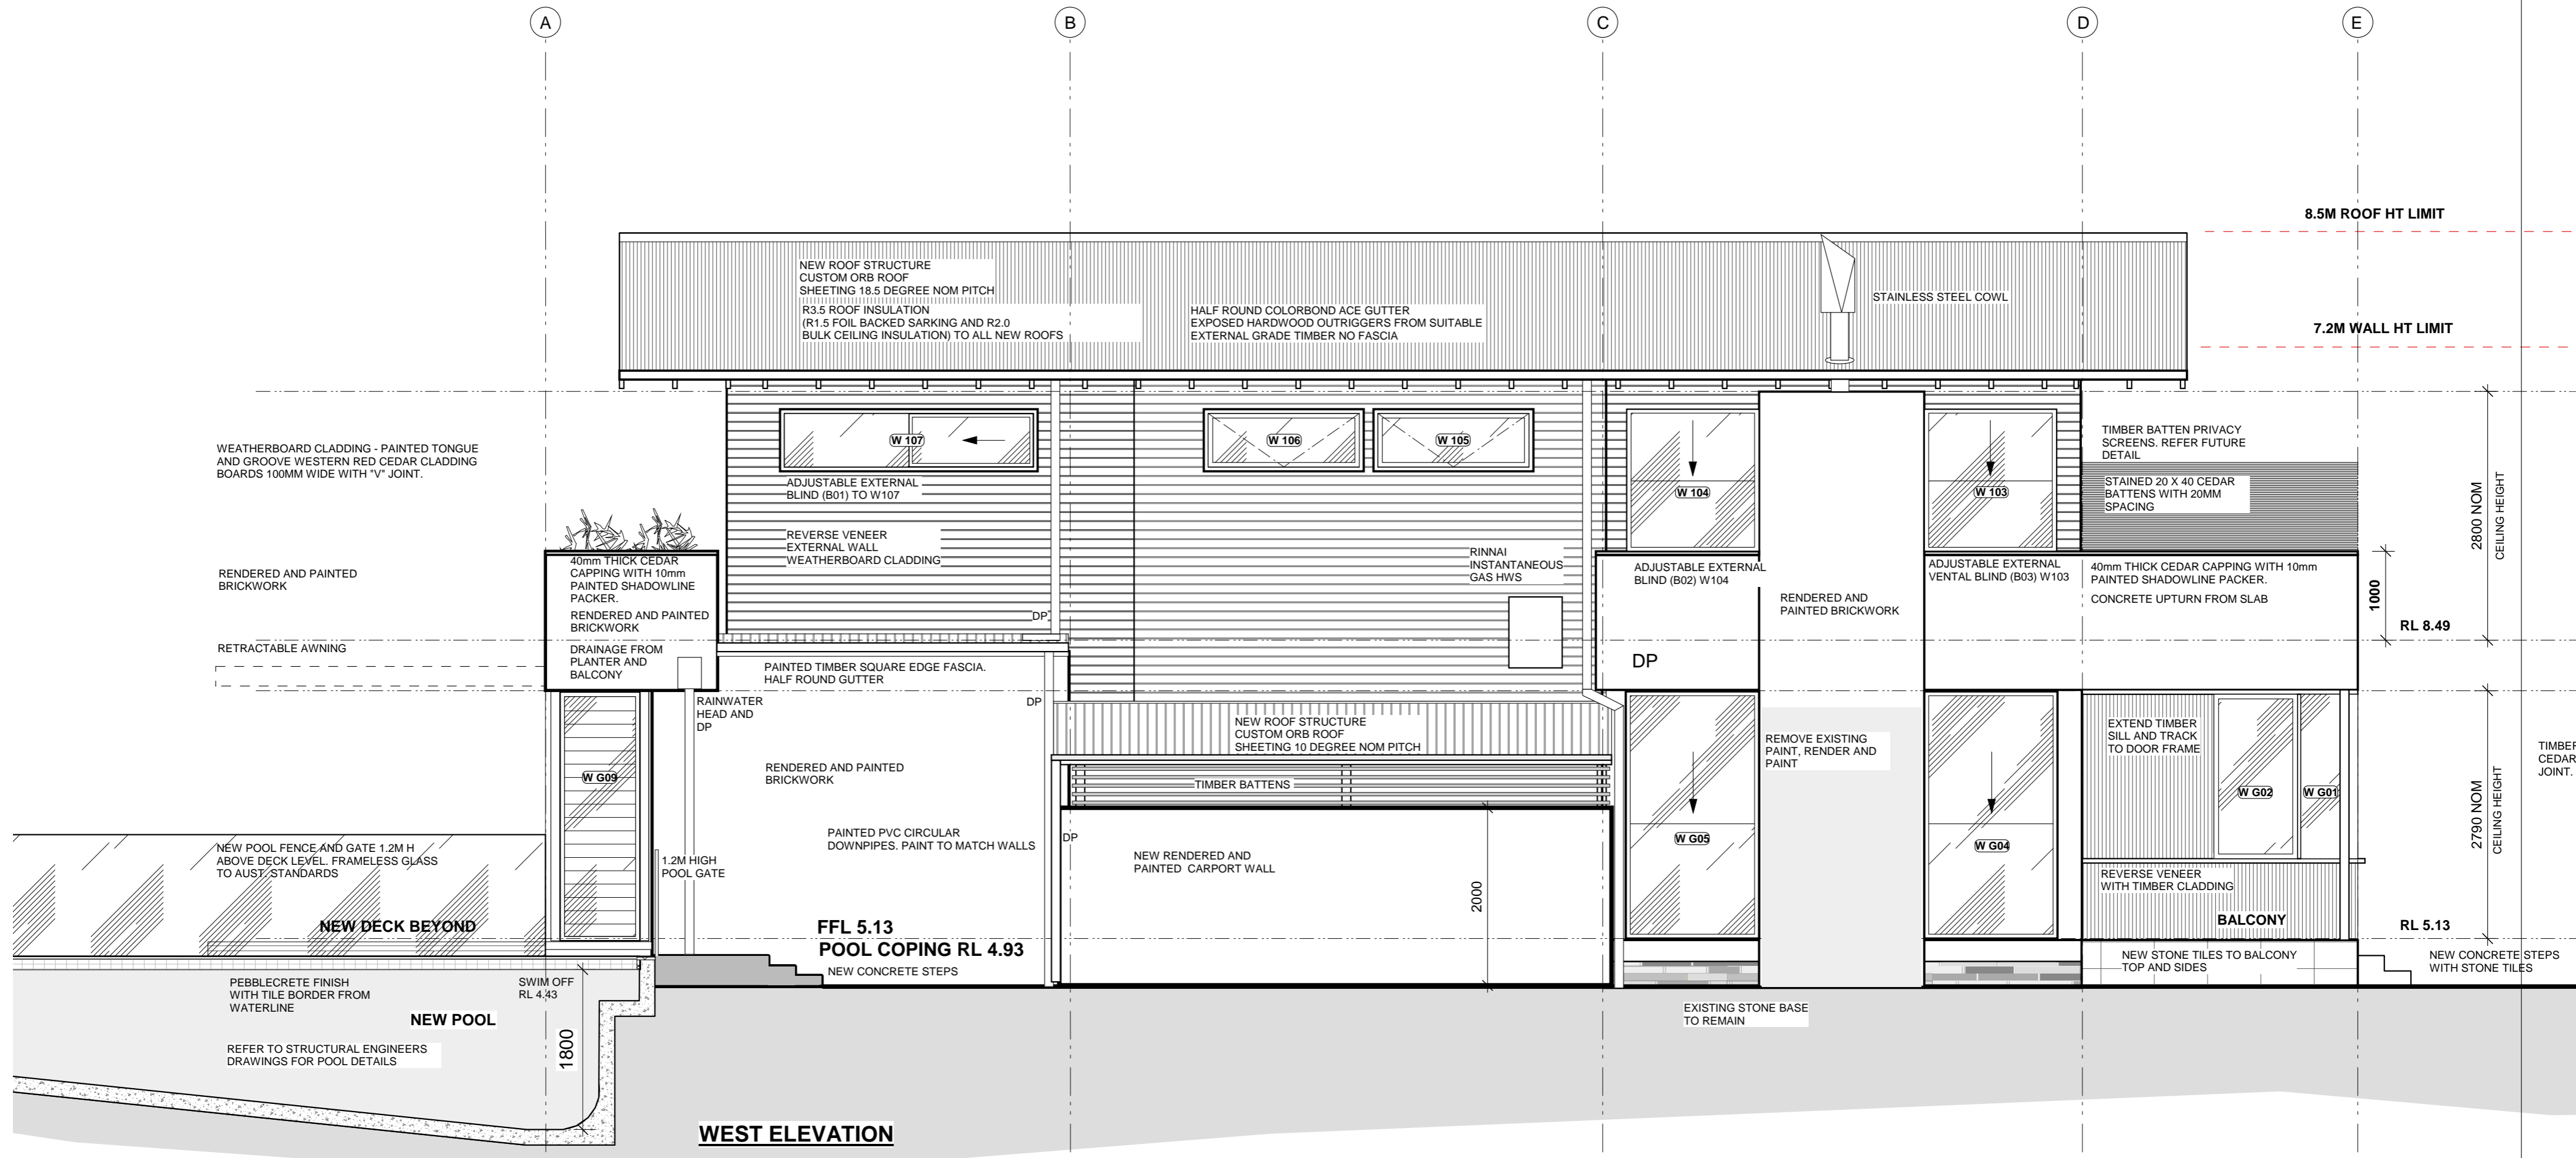 A
B
C
D
E
8.5M ROOF HT LIMIT
7.2M WALL HT LIMIT
NEW ROOF STRUCTURE
CUSTOM ORB ROOF
SHEETING 18.5 DEGREE NOM PITCH
R3.5 ROOF INSULATION
(R1.5 FOIL BACKED SARKING AND R2.0
BULK CEILING INSULATION) TO ALL NEW ROOFS
HALF ROUND COLORBOND ACE GUTTER
EXPOSED HARDWOOD OUTRIGGERS FROM SUITABLE
EXTERNAL GRADE TIMBER NO FASCIA
STAINLESS STEEL COWL
WEATHERBOARD CLADDING - PAINTED TONGUE
AND GROOVE WESTERN RED CEDAR CLADDING
BOARDS 100MM WIDE WITH "V" JOINT.
W 107
W 106
W 105
W 104
W 103
TIMBER BATTEN PRIVACY
SCREENS. REFER FUTURE
DETAIL
STAINED 20 X 40 CEDAR
BATTENS WITH 20MM
SPACING
2800 NOM
CEILING HEIGHT
ADJUSTABLE EXTERNAL
BLIND (B01) TO W107
REVERSE VENEER
EXTERNAL WALL
WEATHERBOARD CLADDING
RINNAI
INSTANTANEOUS
GAS HWS
RENDERED AND PAINTED
BRICKWORK
40mm THICK CEDAR
CAPPING WITH 10mm
PAINTED SHADOWLINE
PACKER.
RENDERED AND PAINTED
BRICKWORK
DRAINAGE FROM
PLANTER AND
BALCONY
ADJUSTABLE EXTERNAL
BLIND (B02) W104
RENDERED AND
PAINTED BRICKWORK
ADJUSTABLE EXTERNAL
VENTAL BLIND (B03) W103
40mm THICK CEDAR CAPPING WITH 10mm
PAINTED SHADOWLINE PACKER.
CONCRETE UPTURN FROM SLAB
1000
RL 8.49
DP
DP
RETRACTABLE AWNING
PAINTED TIMBER SQUARE EDGE FASCIA.
HALF ROUND GUTTER
RAINWATER
HEAD AND
DP
DP
NEW ROOF STRUCTURE
CUSTOM ORB ROOF
SHEETING 10 DEGREE NOM PITCH
REMOVE EXISTING
PAINT, RENDER AND
PAINT
EXTEND TIMBER
SILL AND TRACK
TO DOOR FRAME
TIMBER
CEDAR
JOINT.
RENDERED AND PAINTED
BRICKWORK
TIMBER BATTENS
W G09
W G05
W G04
W G02
W G01
2790 NOM
CEILING HEIGHT
NEW POOL FENCE AND GATE 1.2M H
ABOVE DECK LEVEL. FRAMELESS GLASS
TO AUST. STANDARDS
1.2M HIGH
POOL GATE
PAINTED PVC CIRCULAR
DOWNPIPES. PAINT TO MATCH WALLS
DP
NEW RENDERED AND
PAINTED CARPORT WALL
2000
REVERSE VENEER
WITH TIMBER CLADDING
BALCONY
RL 5.13
NEW DECK BEYOND
FFL 5.13
POOL COPING RL 4.93
NEW CONCRETE STEPS
NEW STONE TILES TO BALCONY
TOP AND SIDES
NEW CONCRETE STEPS
WITH STONE TILES
PEBBLECRETE FINISH
WITH TILE BORDER FROM
WATERLINE
SWIM OFF
RL 4.43
NEW POOL
REFER TO STRUCTURAL ENGINEERS
DRAWINGS FOR POOL DETAILS
1800
EXISTING STONE BASE
TO REMAIN
WEST ELEVATION